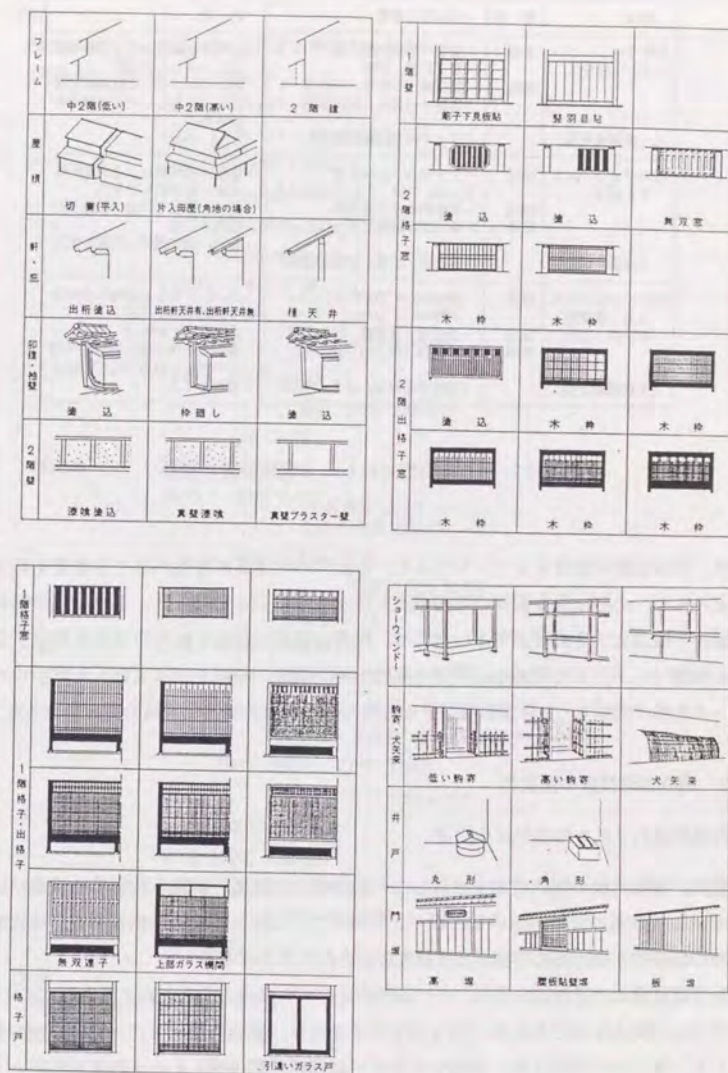 フレーム
中2階(低い)
中2階(高い)
2階建
屋根
切妻(平入)
片入母屋(角地の場合)
軒・庇
出桁塗込
出桁軒天井有、出桁軒天井無
棰天井
卯建・袖壁
塗込
枠廻し
塗込
2階壁
漆喰塗込
真壁漆喰
真壁プラスター壁
1階壁
簓子下見板貼
竪羽目貼
2階格子窓
塗込
塗込
無双窓
木枠
木枠
2階出格子窓
塗込
木枠
木枠
木枠
木枠
木枠
1階格子窓
1階格子・出格子
無双連子
上部ガラス欄間
格子戸
引違いガラス戸
ショーウィンドー
駒寄・犬矢来
低い駒寄
高い駒寄
犬矢来
井戸
丸形
角形
門塀
高塀
屋板貼壁塀
板塀